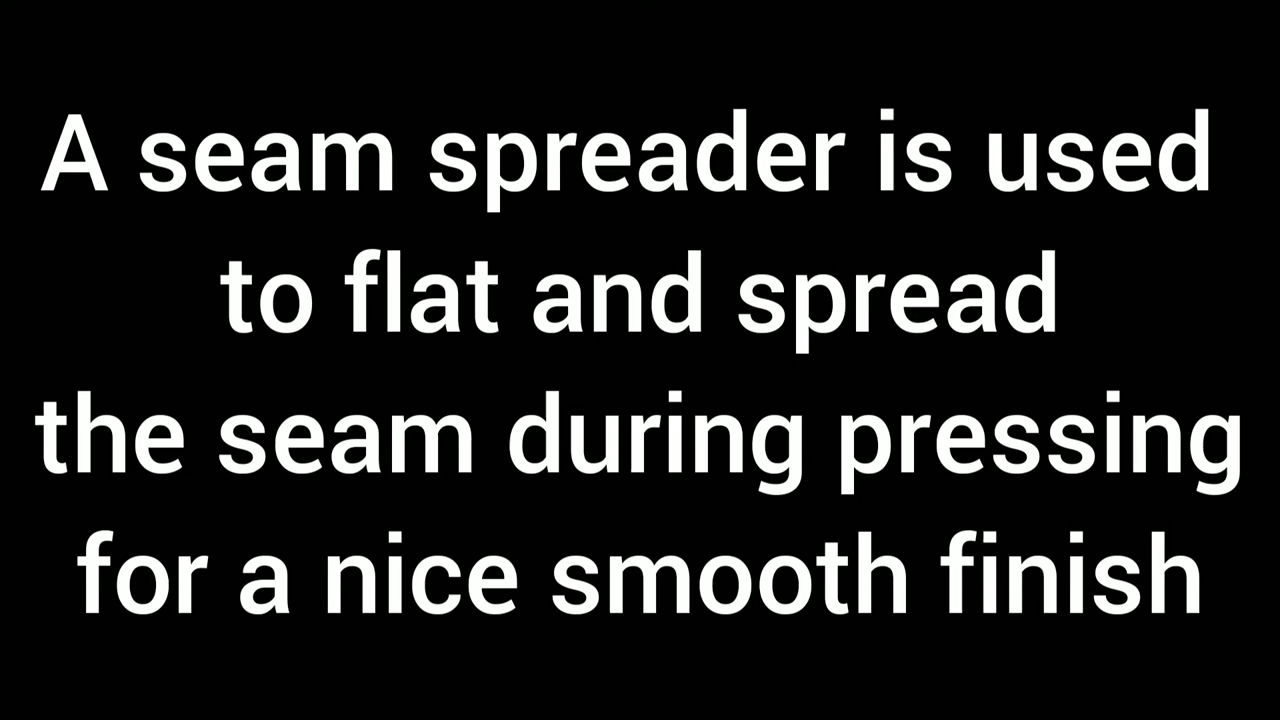 A seam spreader is used
to flat and spread
the seam during pressing
for a nice smooth finish